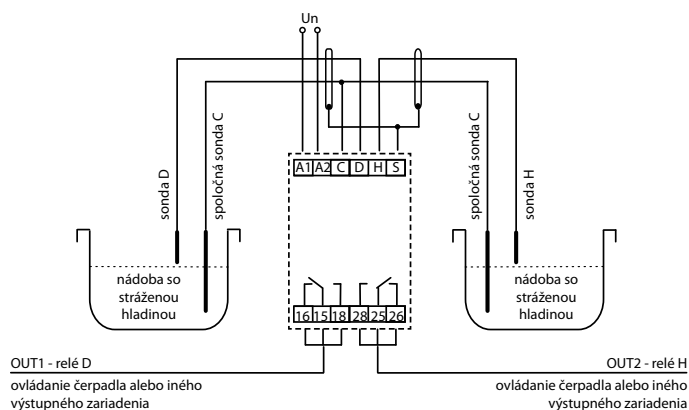 Un
sonda D
spoločná sonda C
A1 A2 C D H S
spoločná sonda C
sonda H
nádoba so
stráženou
hladinou
nádoba so
stráženou
hladinou
16 15 18 28 25 26
OUT1 - relé D
ovládanie čerpadla alebo iného
výstupného zariadenia
OUT2 - relé H
ovládanie čerpadla alebo iného
výstupného zariadenia